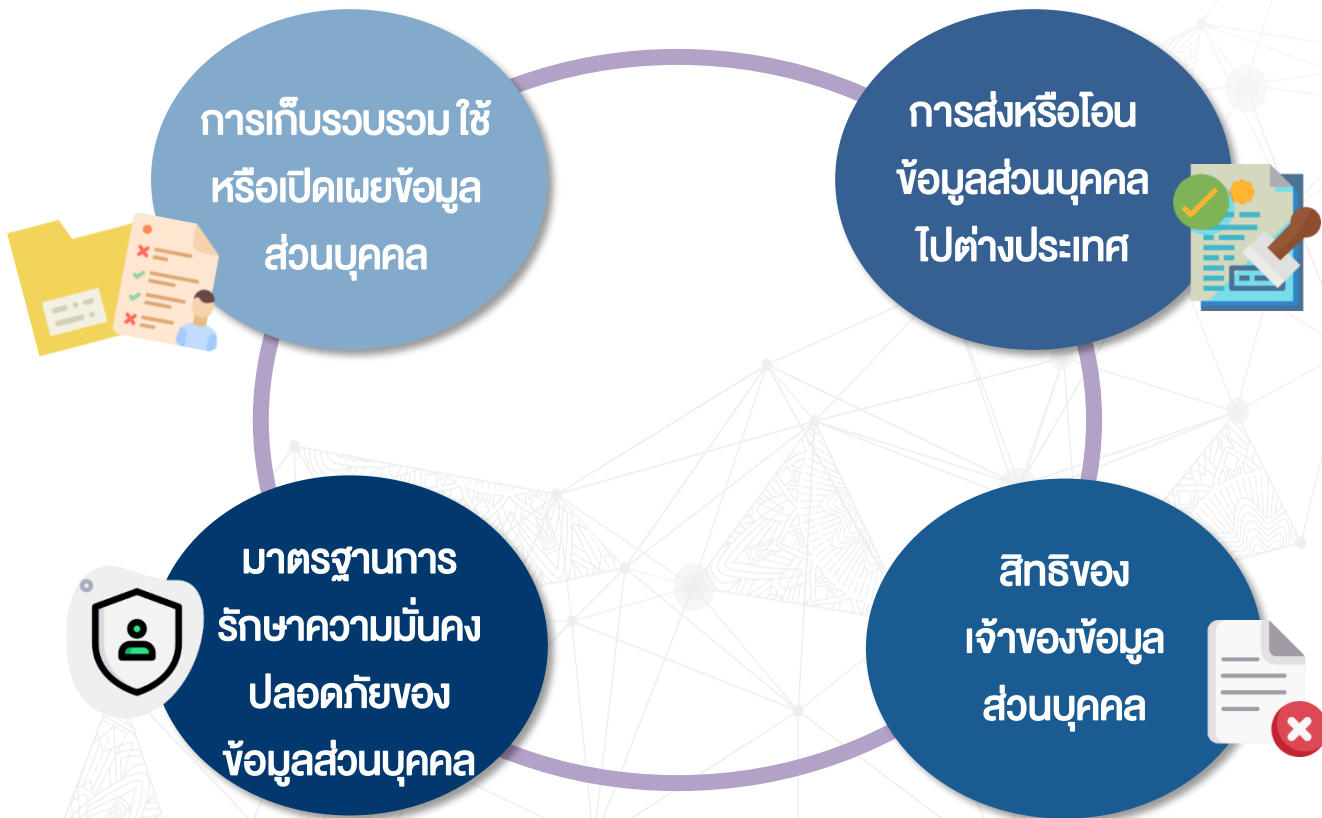 การเก็บรวบรวม ใช้
หรือเปิดเผยข้อมูล
ส่วนบุคคล
การส่งหรือโอน
ข้อมูลส่วนบุคคล
ไปต่างประเทศ
มาตรฐานการ
รักษาความมั่นคง
ปลอดภัยของ
ข้อมูลส่วนบุคคล
สิทธิของ
เจ้าของข้อมูล
ส่วนบุคคล